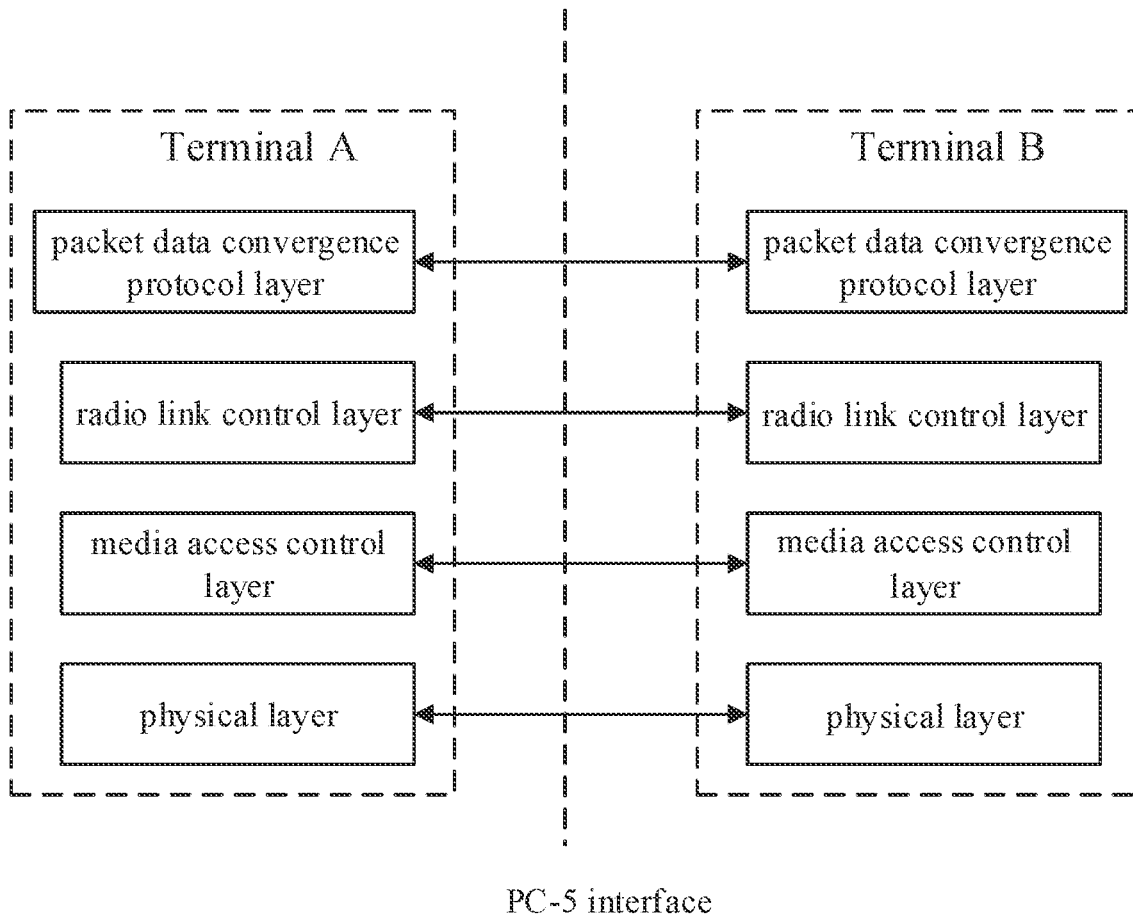 Terminal A
packet data convergence
protocol layer
radio link control layer
media access control
layer
physical layer
Terminal B
packet data convergence
protocol layer
radio link control layer
media access control
layer
physical layer
PC-5 interface